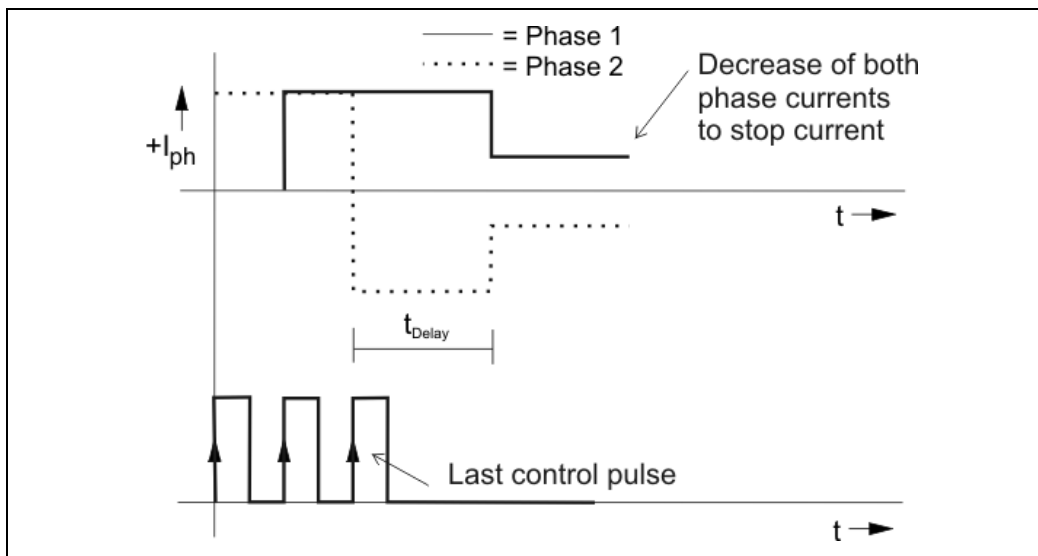 = Phase 1
= Phase 2
Decrease of both
phase currents
to stop current
+Iph
t
tDelay
Last control pulse
t